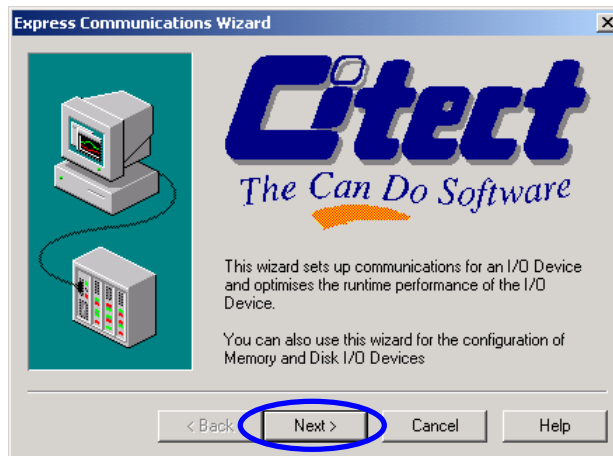 Express Communications Wizard
Citect
The Can Do Software
This wizard sets up communications for an I/O Device
and optimises the runtime performance of the I/O
Device.
You can also use this wizard for the configuration of
Memory and Disk I/O Devices
< Back
Next >
Cancel
Help